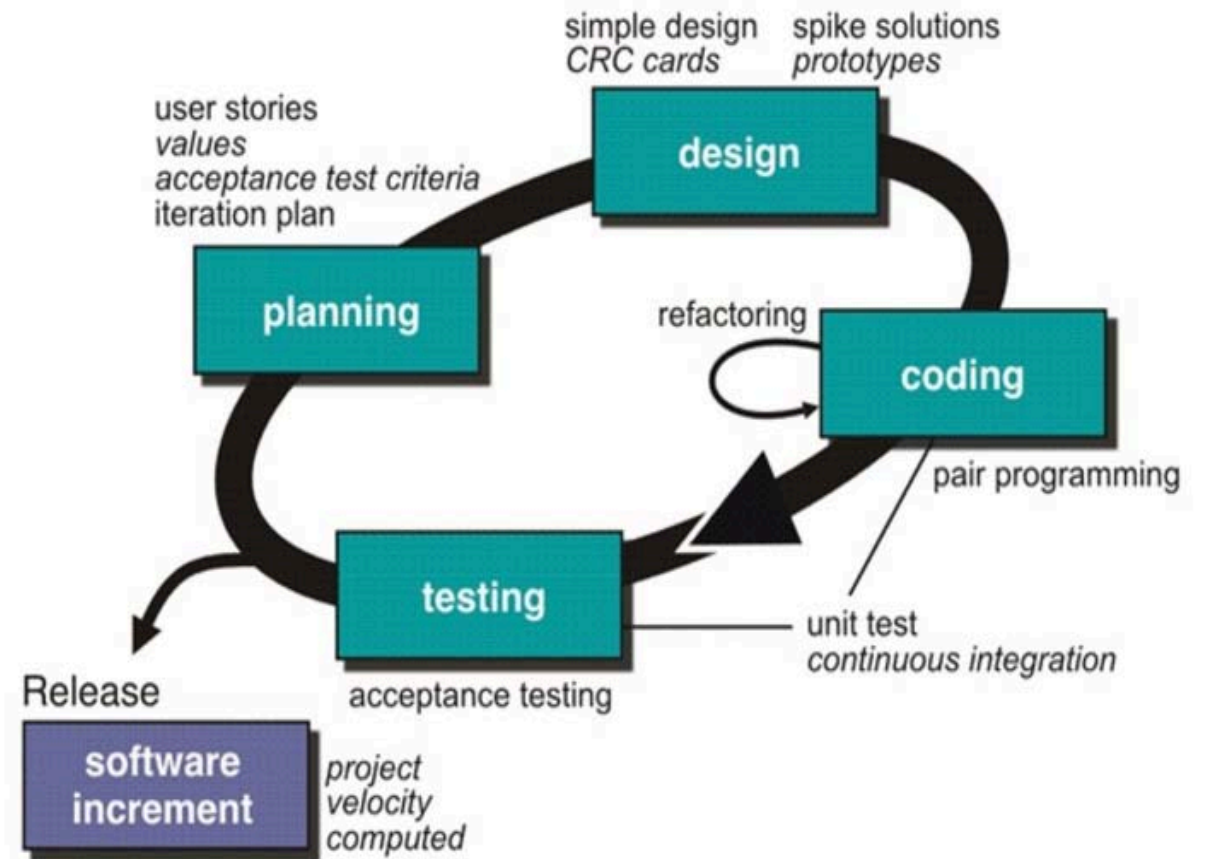 simple design
CRC cards
spike solutions
prototypes
design
user stories
values
acceptance test criteria
iteration plan
planning
refactoring
coding
pair programming
testing
unit test
continuous integration
acceptance testing
Release
software
increment
project
velocity
computed